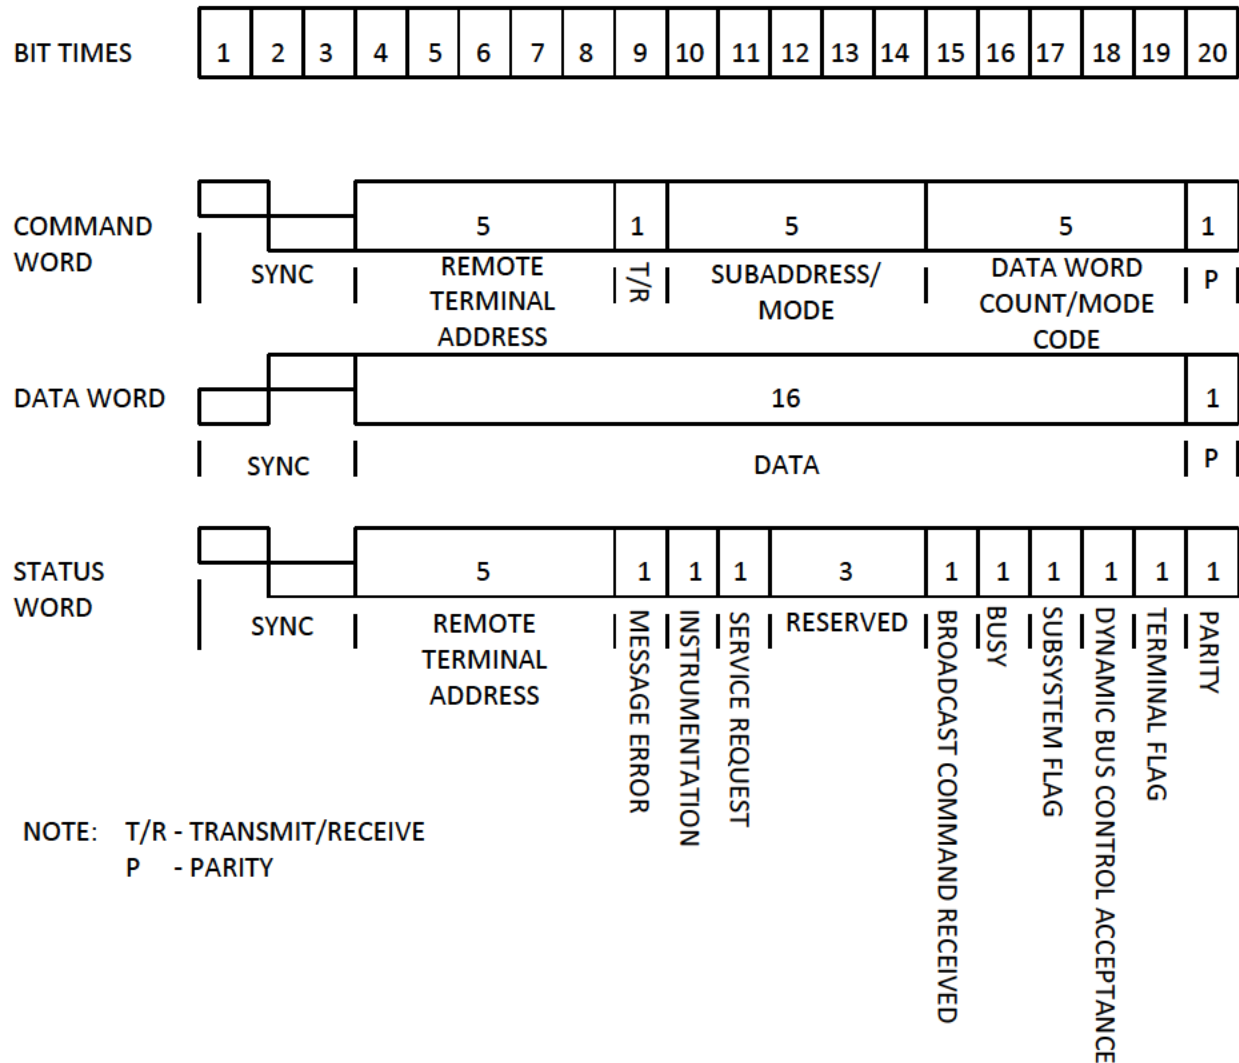 BIT TIMES 1 2 3 4 5 6 7 8 9 10 11 12 13 14 15 16 17 18 19 20
COMMAND
WORD
5 1 5 5 1
SYNC
REMOTE
TERMINAL
ADDRESS
T/R
SUBADDRESS/
MODE
DATA WORD
COUNT/MODE
CODE
P
DATA WORD
16 1
SYNC
DATA
P
STATUS
WORD
5 1 1 1 3 1 1 1 1 1 1
SYNC
REMOTE
TERMINAL
ADDRESS
MESSAGE ERROR
INSTRUMENTATION
SERVICE REQUEST
RESERVED
BROADCAST COMMAND RECEIVED
BUSY
SUBSYSTEM FLAG
DYNAMIC BUS CONTROL ACCEPTANCE
TERMINAL FLAG
PARITY
NOTE: T/R - TRANSMIT/RECEIVE
P - PARITY